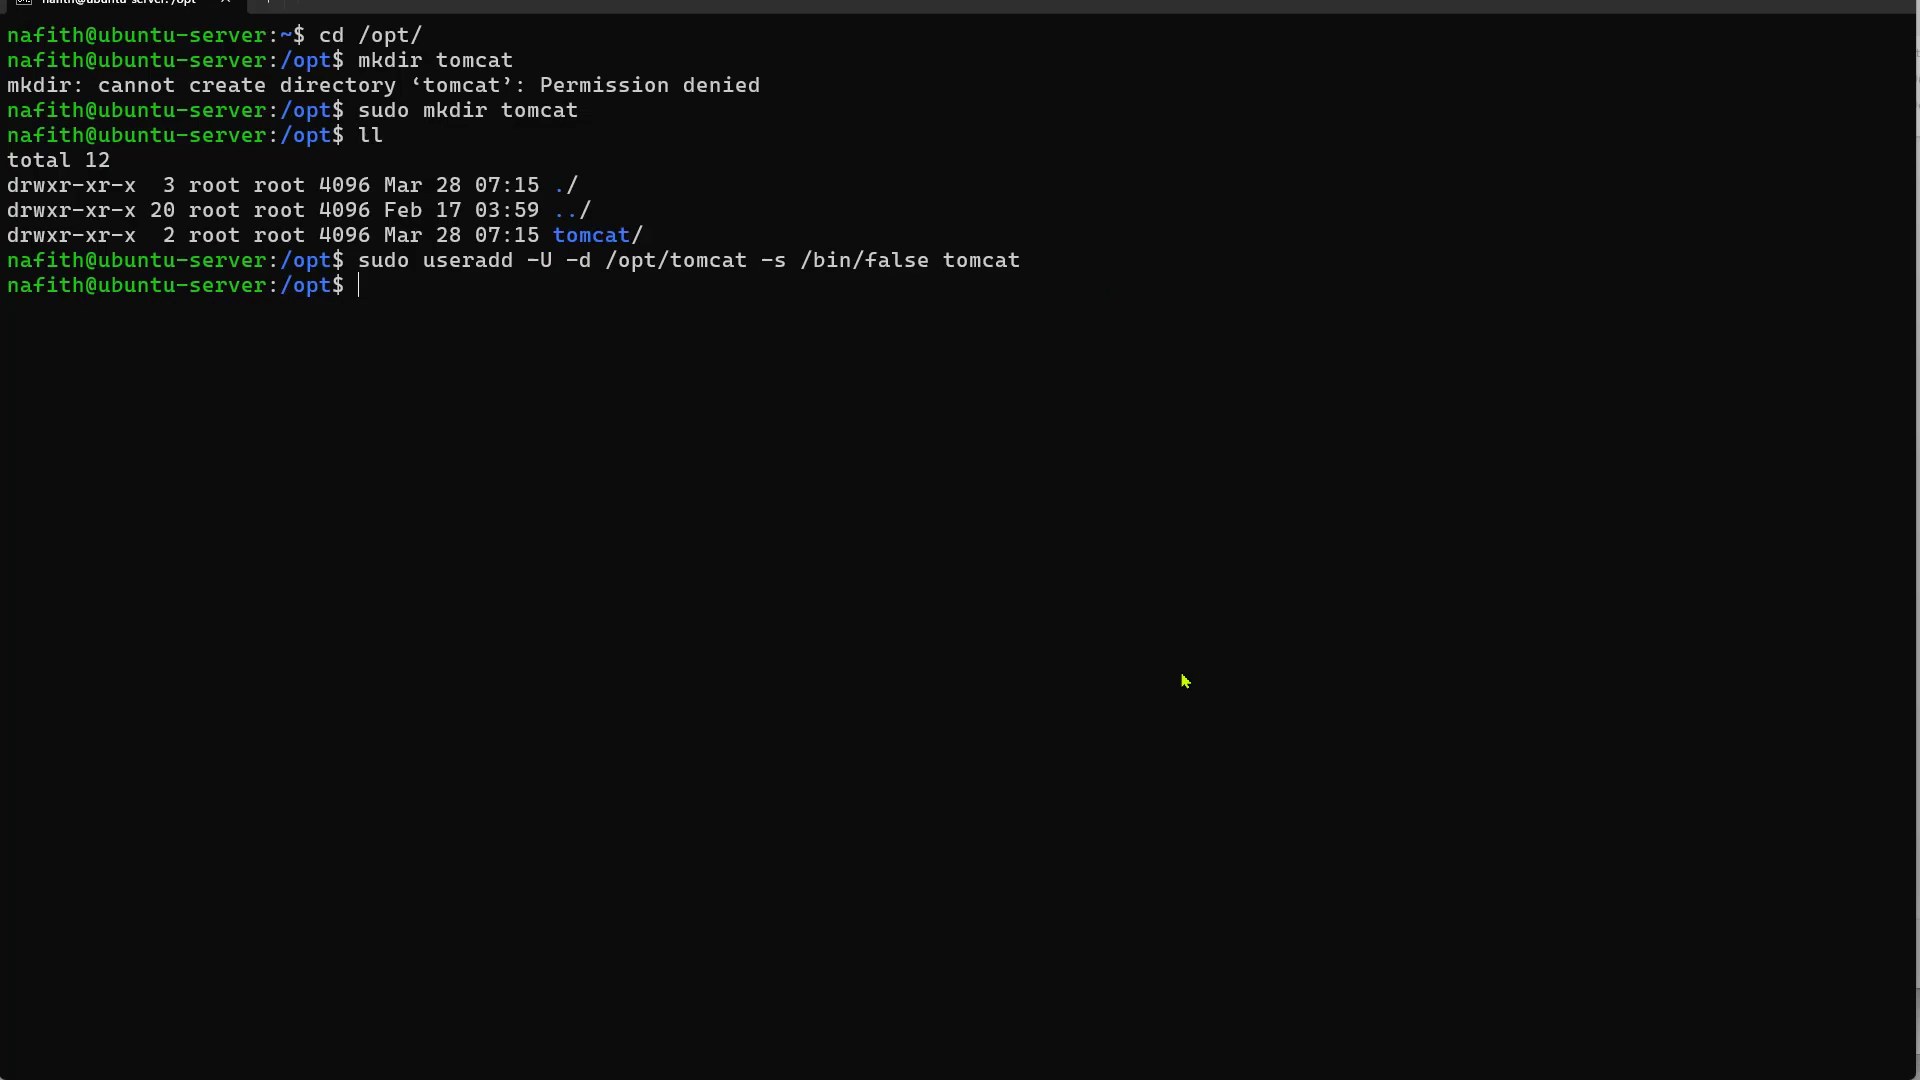 nafith@ubuntu-server: /opt
nafith@ubuntu-server:~$ cd /opt/
nafith@ubuntu-server:/opt$ mkdir tomcat
mkdir: cannot create directory ‘tomcat’: Permission denied
nafith@ubuntu-server:/opt$ sudo mkdir tomcat
nafith@ubuntu-server:/opt$ ll
total 12
drwxr-xr-x  3 root root 4096 Mar 28 07:15 ./
drwxr-xr-x 20 root root 4096 Feb 17 03:59 ../
drwxr-xr-x  2 root root 4096 Mar 28 07:15 tomcat/
nafith@ubuntu-server:/opt$ sudo useradd -U -d /opt/tomcat -s /bin/false tomcat
nafith@ubuntu-server:/opt$